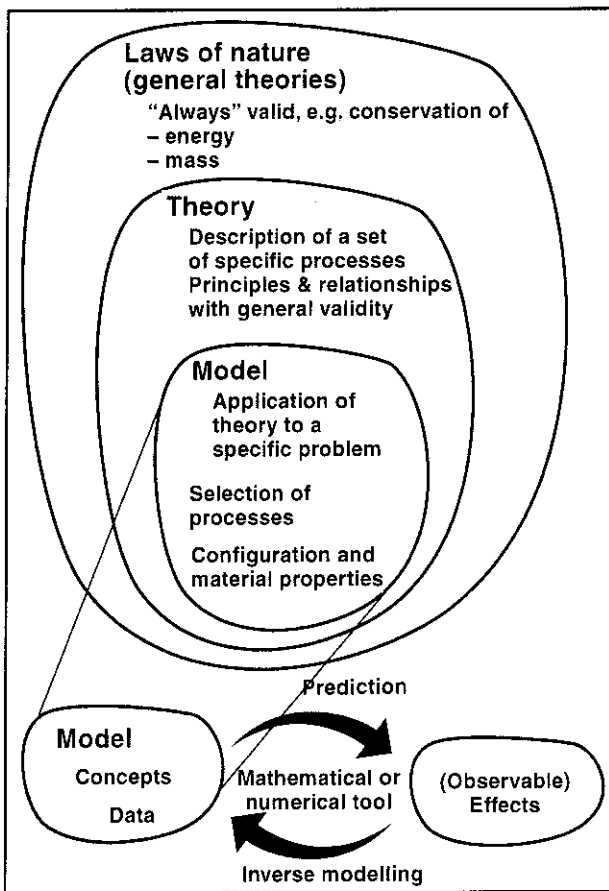 Laws of nature
(general theories)
"Always" valid, e.g. conservation of
– energy
– mass
Theory
Description of a set
of specific processes
Principles & relationships
with general validity
Model
Application of
theory to a
specific problem
Selection of
processes
Configuration and
material properties
Prediction
Model
Concepts
Data
Mathematical or
numerical tool
(Observable)
Effects
Inverse modelling